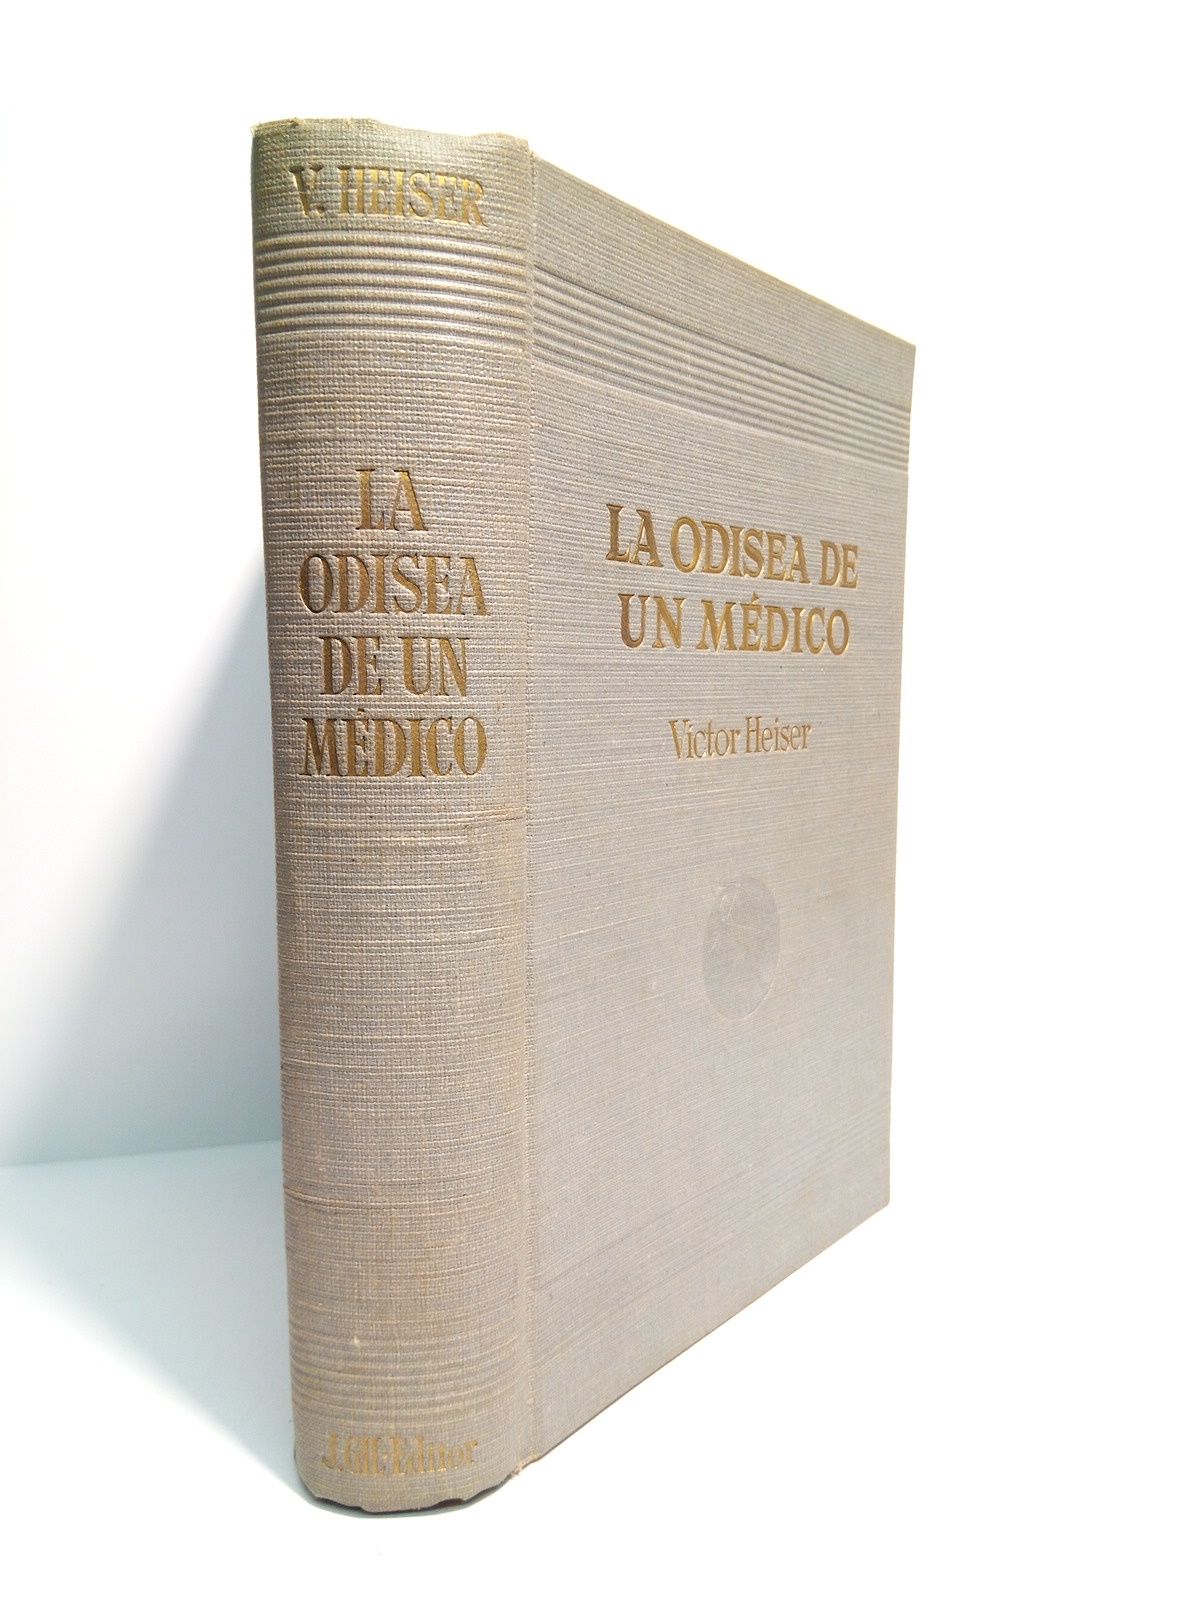 V. HEISER
LA
ODISEA
DE UN
MÉDICO
J. Gil-Editor
LA ODISEA DE
UN MÉDICO
Victor Heiser